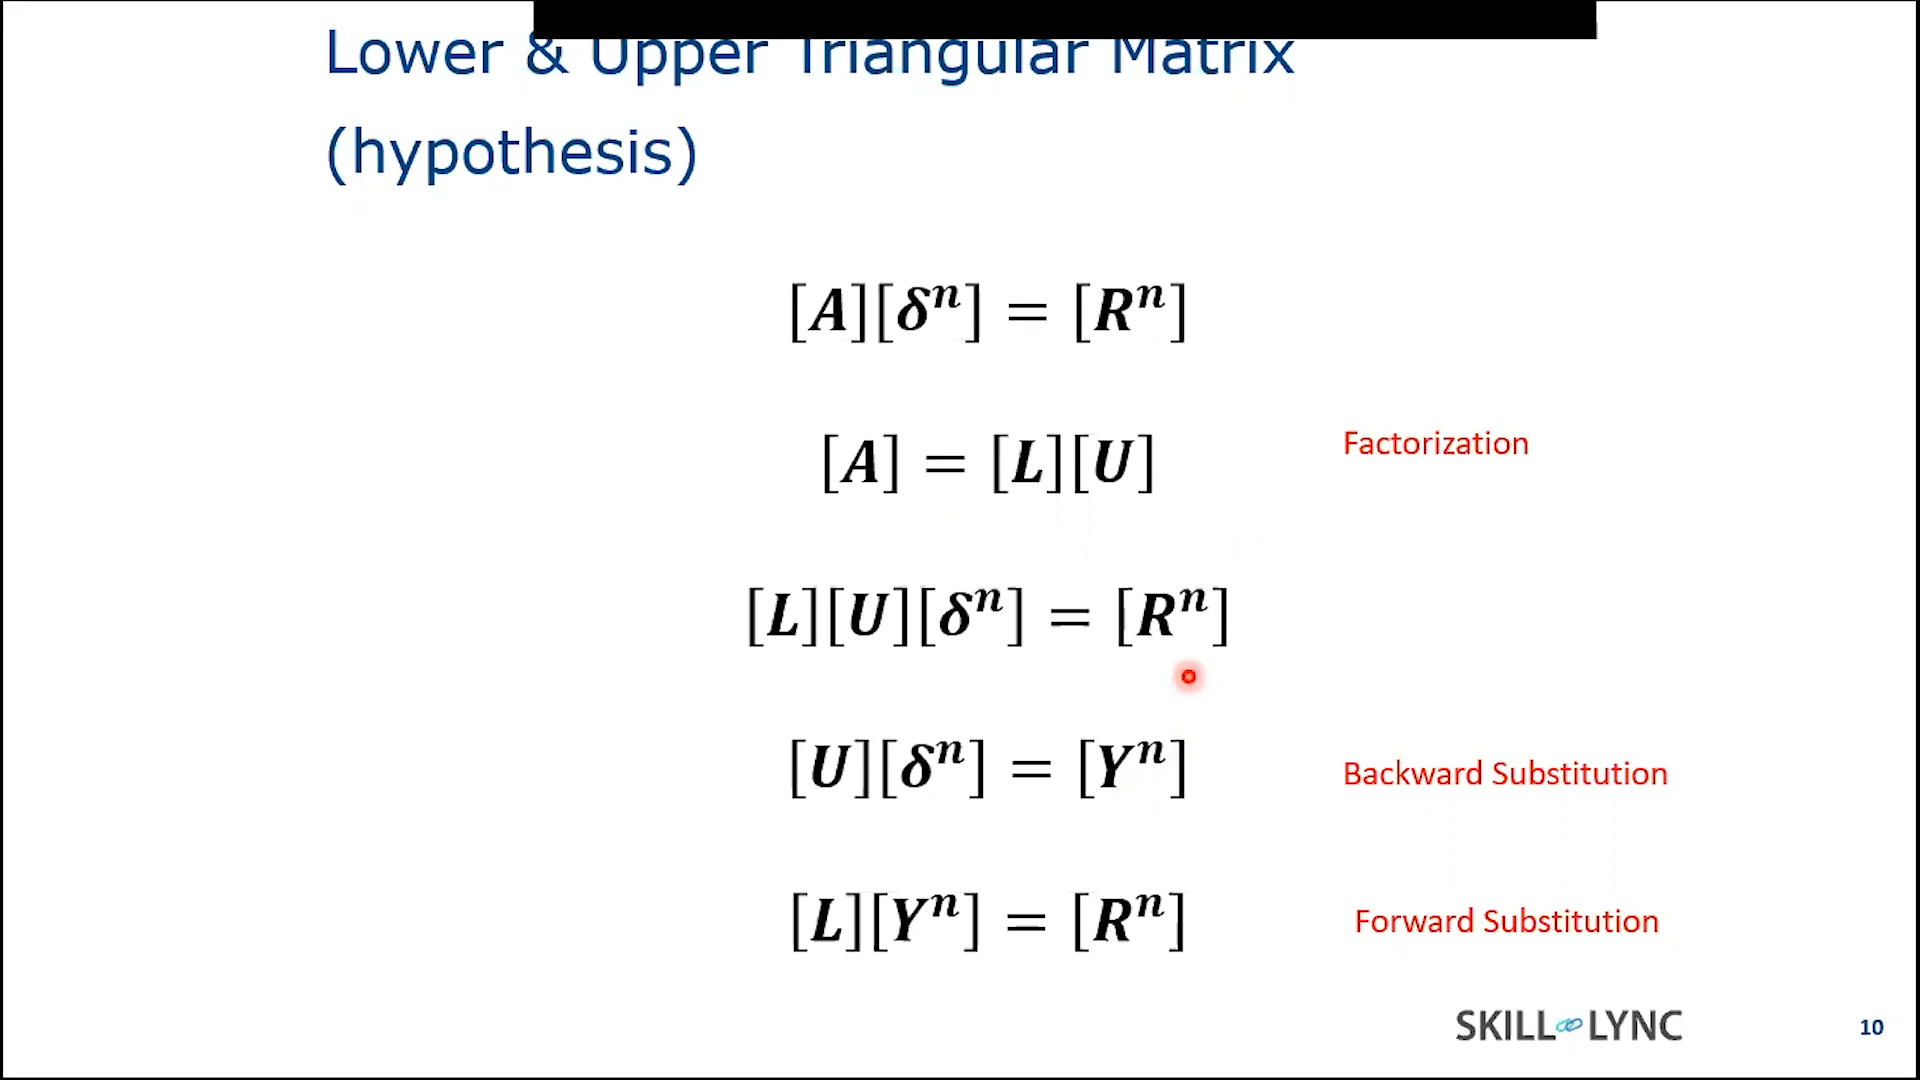 Lower & Upper Triangular Matrix
(hypothesis)
[A][δⁿ] = [Rⁿ]
[A] = [L][U]
Factorization
[L][U][δⁿ] = [Rⁿ]
[U][δⁿ] = [Yⁿ]
Backward Substitution
[L][Yⁿ] = [Rⁿ]
Forward Substitution
SKILL LYNC
10